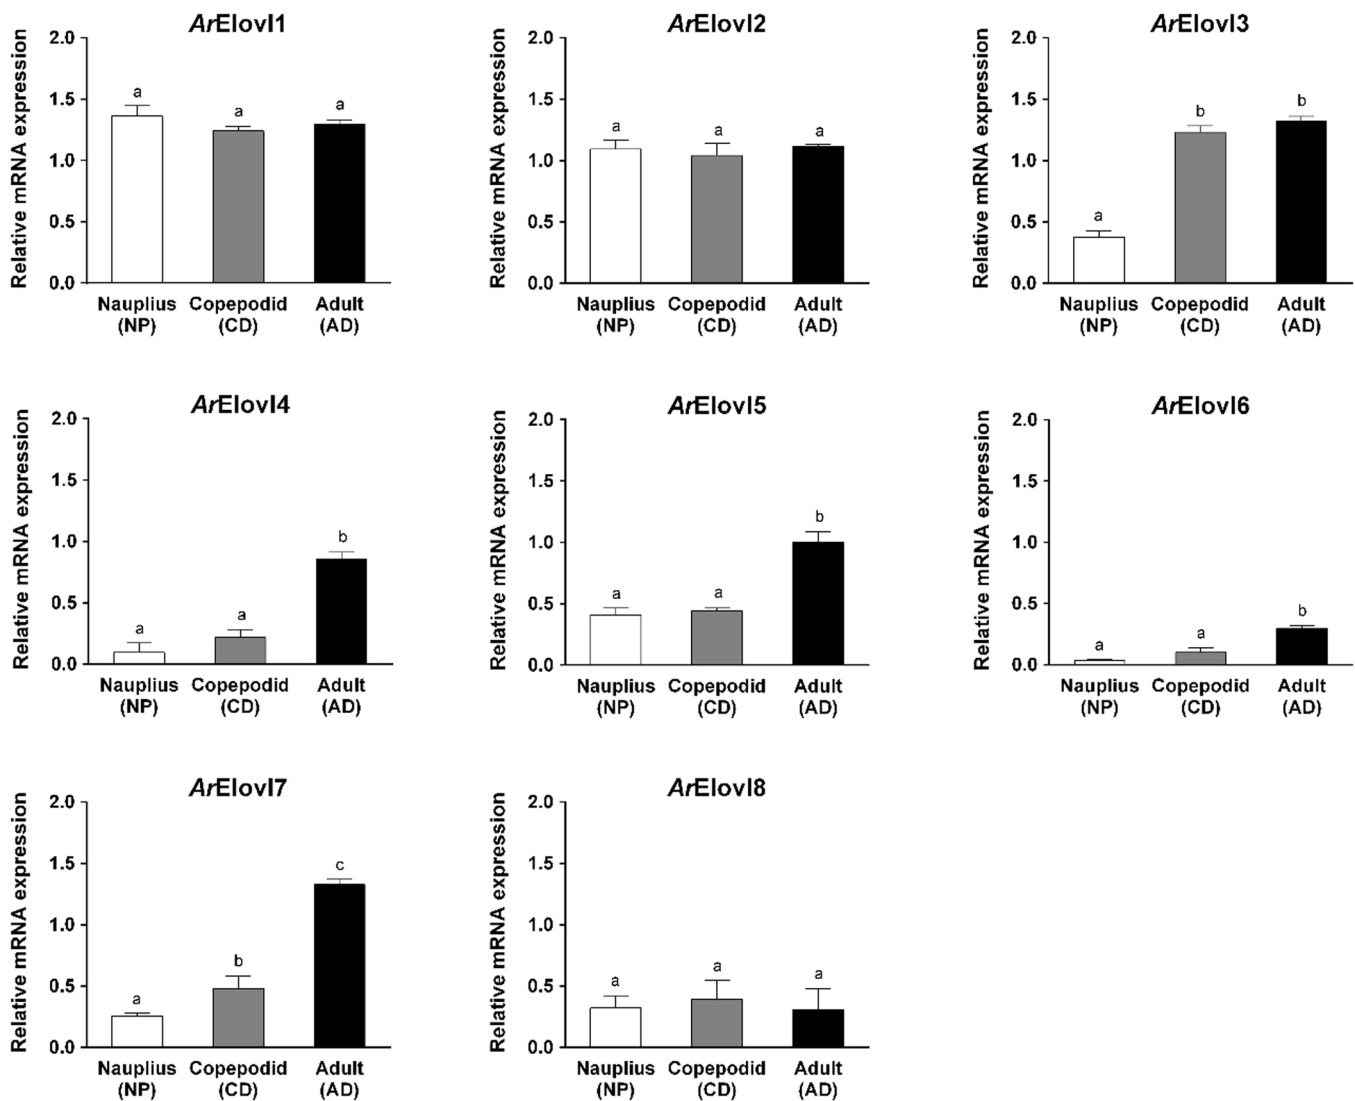 ArElovl1
Relative mRNA expression
2.0
1.5
1.0
0.5
0.0
a
a
a
Nauplius
(NP)
Copepodid
(CD)
Adult
(AD)
ArElovl2
Relative mRNA expression
2.0
1.5
1.0
0.5
0.0
a
a
a
Nauplius
(NP)
Copepodid
(CD)
Adult
(AD)
ArElovl3
Relative mRNA expression
2.0
1.5
1.0
0.5
0.0
a
b
b
Nauplius
(NP)
Copepodid
(CD)
Adult
(AD)
ArElovl4
Relative mRNA expression
2.0
1.5
1.0
0.5
0.0
a
a
b
Nauplius
(NP)
Copepodid
(CD)
Adult
(AD)
ArElovl5
Relative mRNA expression
2.0
1.5
1.0
0.5
0.0
a
a
b
Nauplius
(NP)
Copepodid
(CD)
Adult
(AD)
ArElovl6
Relative mRNA expression
2.0
1.5
1.0
0.5
0.0
a
a
b
Nauplius
(NP)
Copepodid
(CD)
Adult
(AD)
ArElovl7
Relative mRNA expression
2.0
1.5
1.0
0.5
0.0
a
b
c
Nauplius
(NP)
Copepodid
(CD)
Adult
(AD)
ArElovl8
Relative mRNA expression
2.0
1.5
1.0
0.5
0.0
a
a
a
Nauplius
(NP)
Copepodid
(CD)
Adult
(AD)